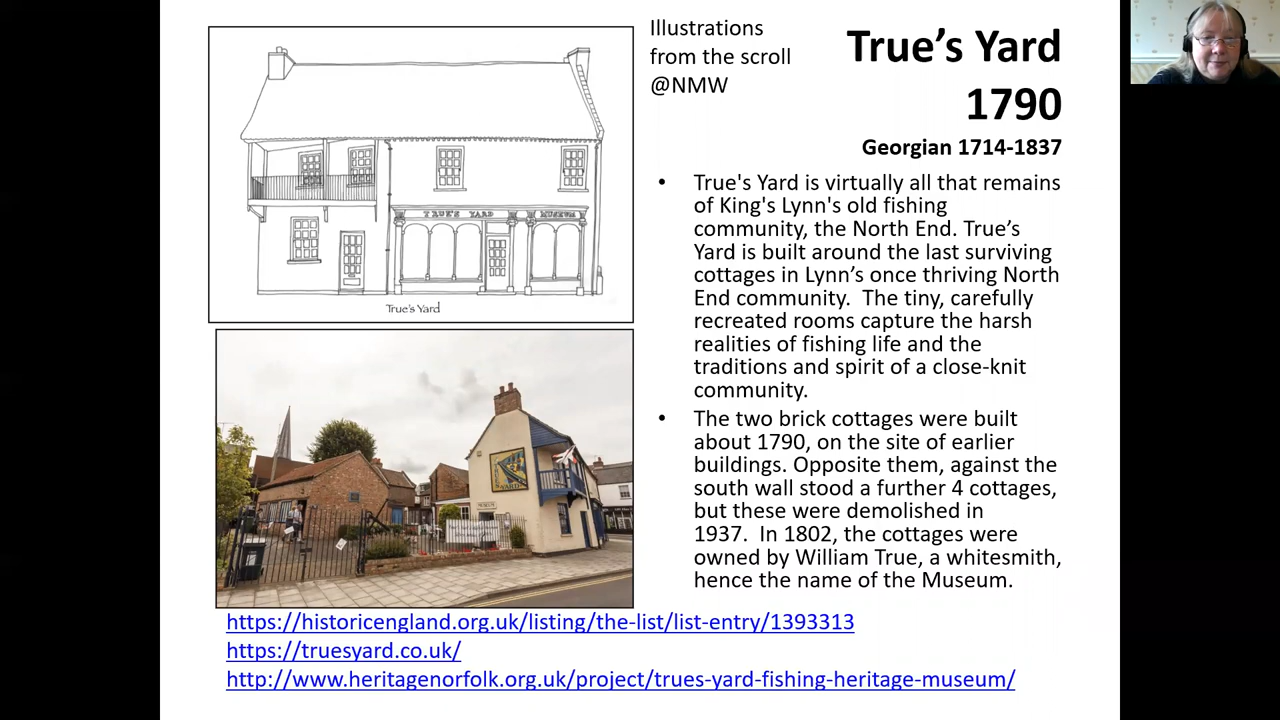 Illustrations
from the scroll
@NMW
True’s Yard
1790
Georgian 1714-1837
TRUE'S YARD MUSEUM
True's Yard
• True's Yard is virtually all that remains
of King's Lynn's old fishing
community, the North End. True’s
Yard is built around the last surviving
cottages in Lynn’s once thriving North
End community.  The tiny, carefully
recreated rooms capture the harsh
realities of fishing life and the
traditions and spirit of a close-knit
community.
• The two brick cottages were built
about 1790, on the site of earlier
buildings. Opposite them, against the
south wall stood a further 4 cottages,
but these were demolished in
1937.  In 1802, the cottages were
owned by William True, a whitesmith,
hence the name of the Museum.
MUSEUM
https://historicengland.org.uk/listing/the-list/list-entry/1393313
https://truesyard.co.uk/
http://www.heritagenorfolk.org.uk/project/trues-yard-fishing-heritage-museum/